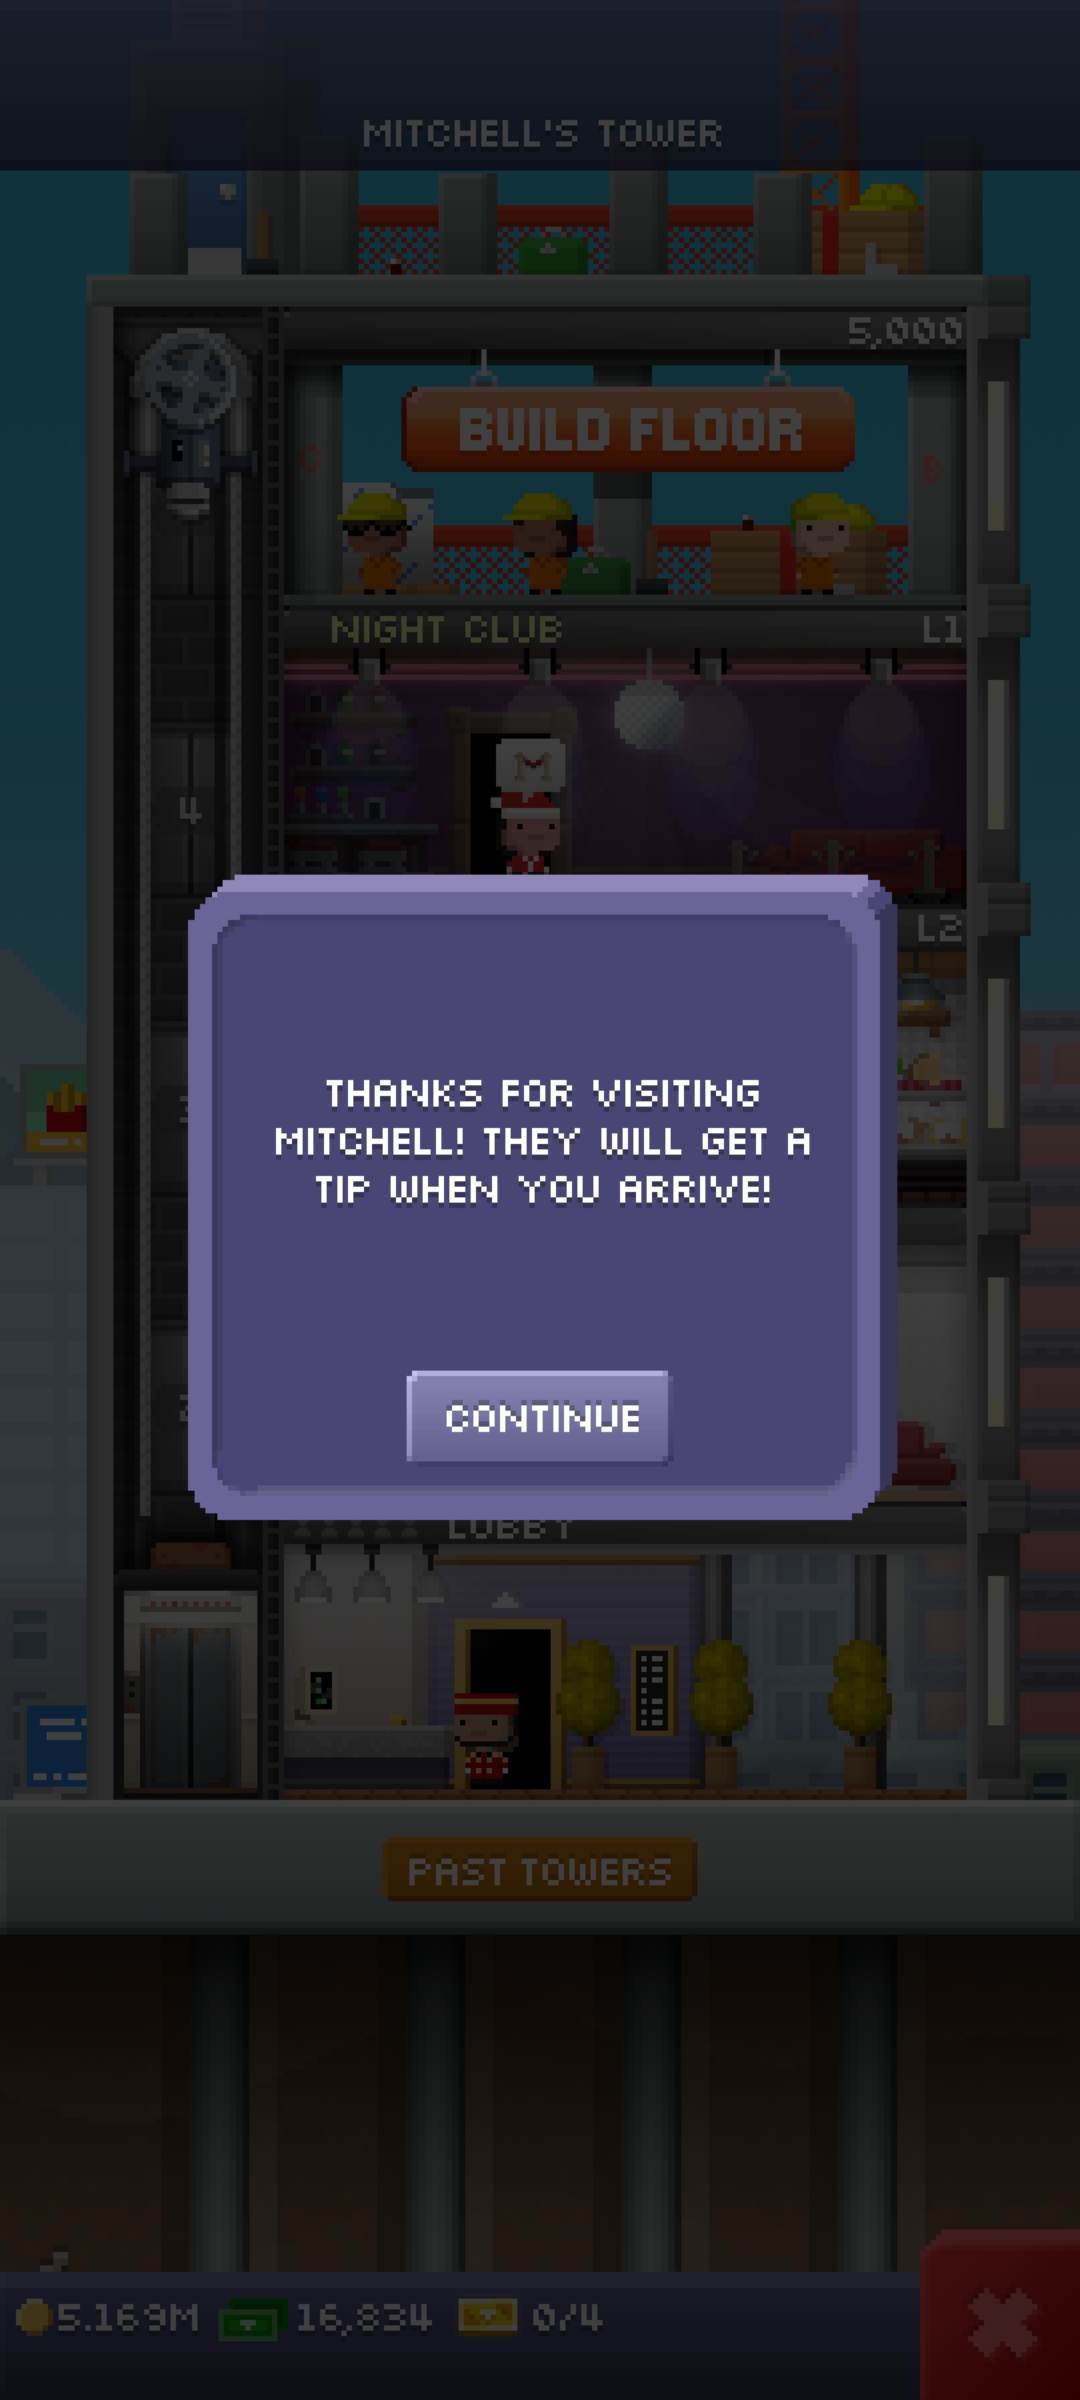 MITCHELL'S TOWER
5,000
BUILD FLOOR
C
B
NIGHT CLUB
L1
M
4
L2
THANKS FOR VISITING
MITCHELL! THEY WILL GET A
TIP WHEN YOU ARRIVE!
CONTINUE
LOBBY
PAST TOWERS
5.169M
16,834
0/4